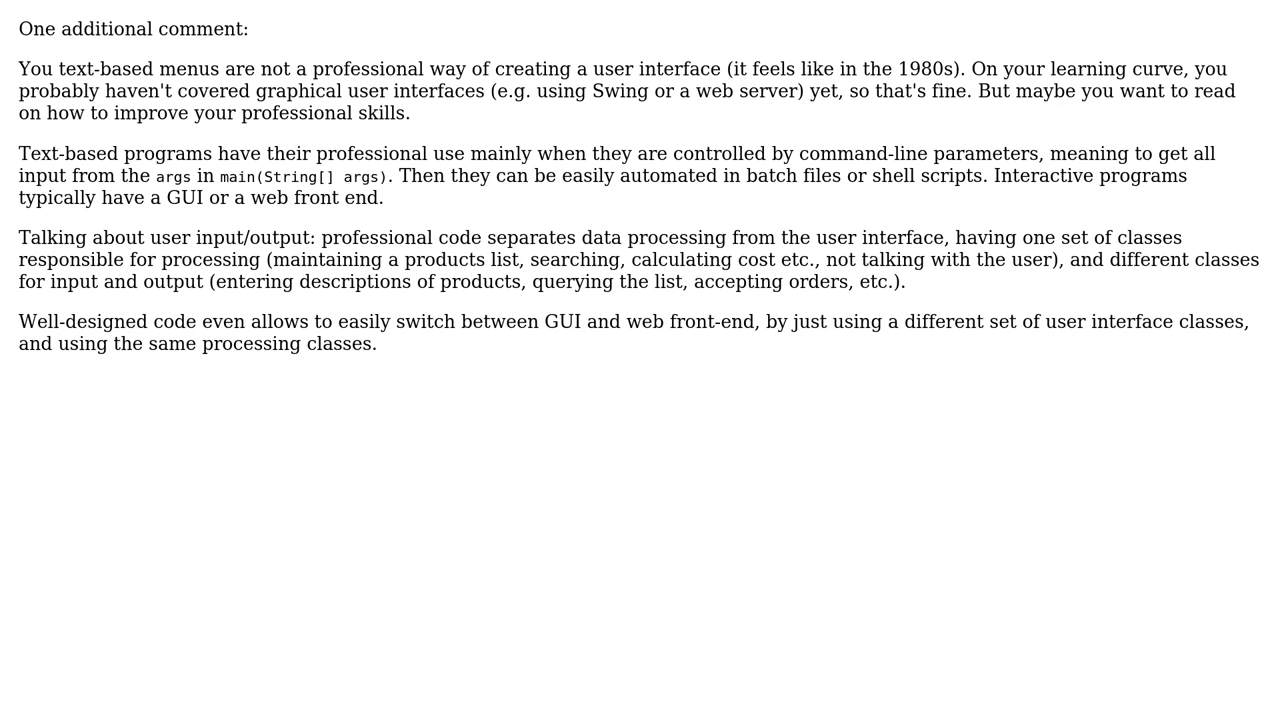 One additional comment:
You text-based menus are not a professional way of creating a user interface (it feels like in the 1980s). On your learning curve, you
probably haven't covered graphical user interfaces (e.g. using Swing or a web server) yet, so that's fine. But maybe you want to read
on how to improve your professional skills.
Text-based programs have their professional use mainly when they are controlled by command-line parameters, meaning to get all
input from the args in main(String[] args). Then they can be easily automated in batch files or shell scripts. Interactive programs
typically have a GUI or a web front end.
Talking about user input/output: professional code separates data processing from the user interface, having one set of classes
responsible for processing (maintaining a products list, searching, calculating cost etc., not talking with the user), and different classes
for input and output (entering descriptions of products, querying the list, accepting orders, etc.).
Well-designed code even allows to easily switch between GUI and web front-end, by just using a different set of user interface classes,
and using the same processing classes.